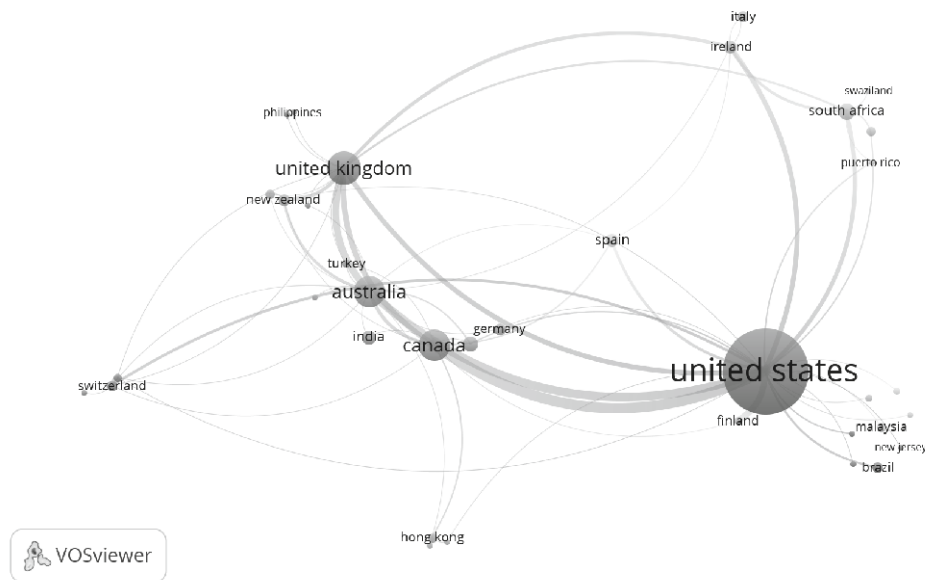 italy
ireland
swaziland
south africa
philippines
puerto rico
united kingdom
new zealand
spain
turkey
australia
germany
india
canada
united states
switzerland
finland
malaysia
new jersey
brazil
hong kong
VOSviewer